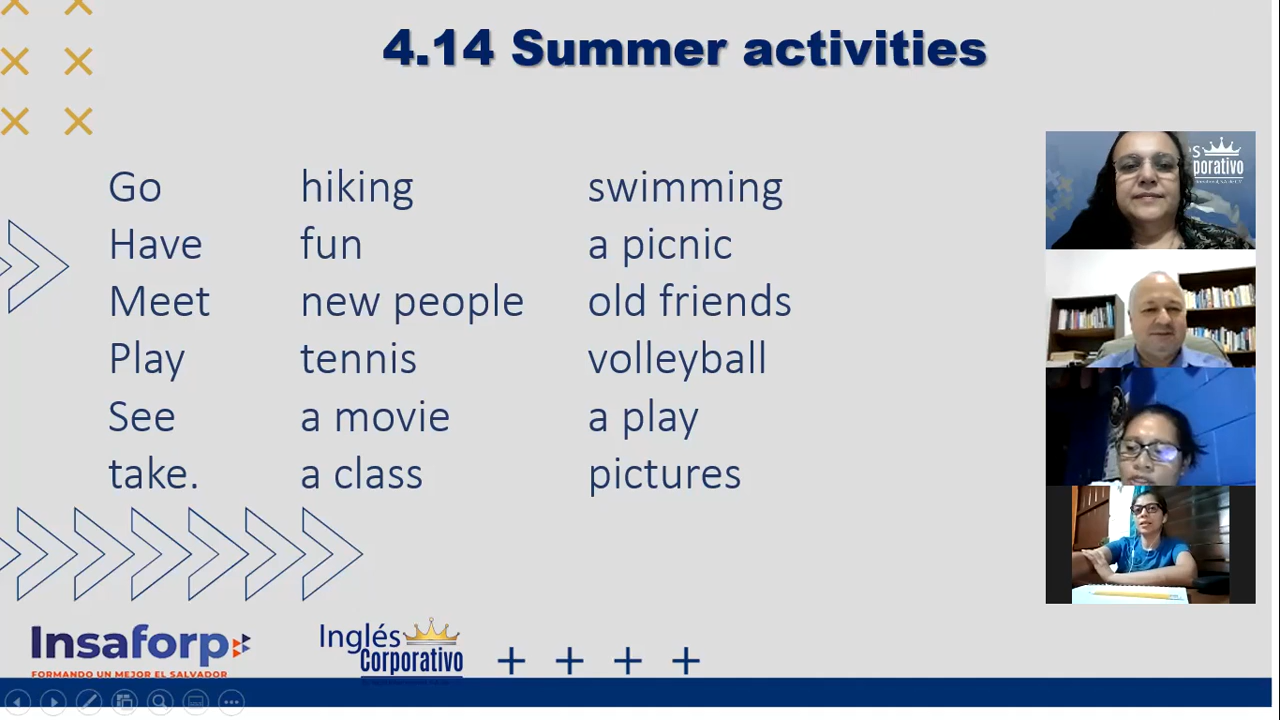 4.14 Summer activities
Go hiking swimming
Have fun a picnic
Meet new people old friends
Play tennis volleyball
See a movie a play
take. a class pictures
Insaforp
FORMANDO UN MEJOR EL SALVADOR
Inglés
Corporativo
s
rporativo